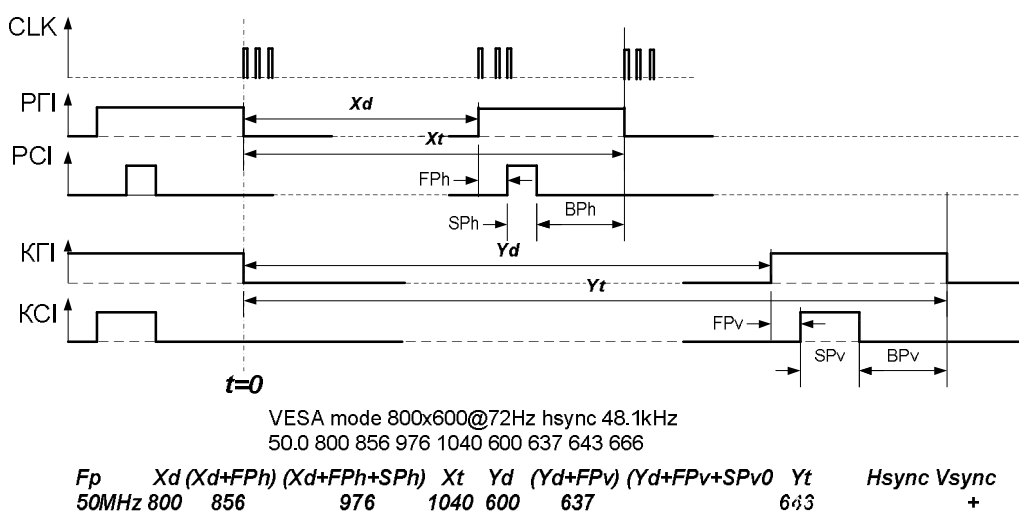 CLK
РГІ
Xd
Xt
РСІ
FPh
SPh
BPh
КГІ
Yd
Yt
КСІ
FPv
SPv
BPv
t=0
VESA mode 800x600@72Hz hsync 48.1kHz
50.0 800 856 976 1040 600 637 643 666
Fp Xd (Xd+FPh) (Xd+FPh+SPh) Xt Yd (Yd+FPv) (Yd+FPv+SPv0 Yt Hsync Vsync
50MHz 800 856 976 1040 600 637 643 +